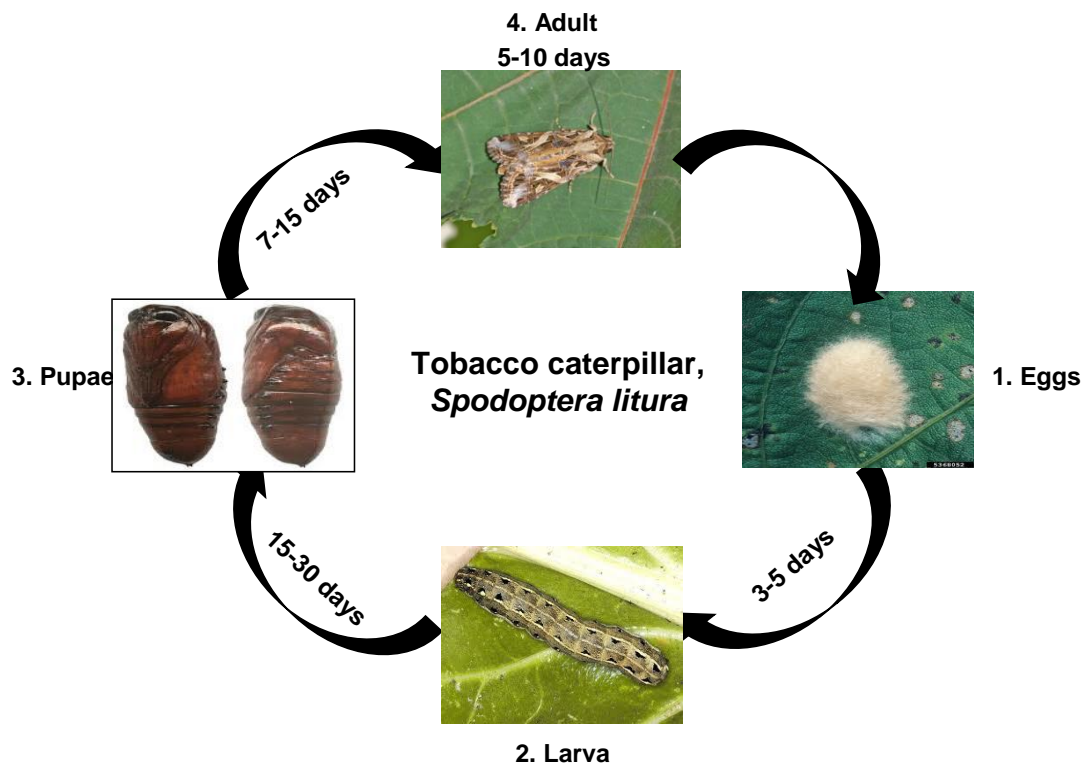 4. Adult
5-10 days
7-15 days
Tobacco caterpillar,
Spodoptera litura
3. Pupae
1. Eggs
5368052
15-30 days
3-5 days
2. Larva